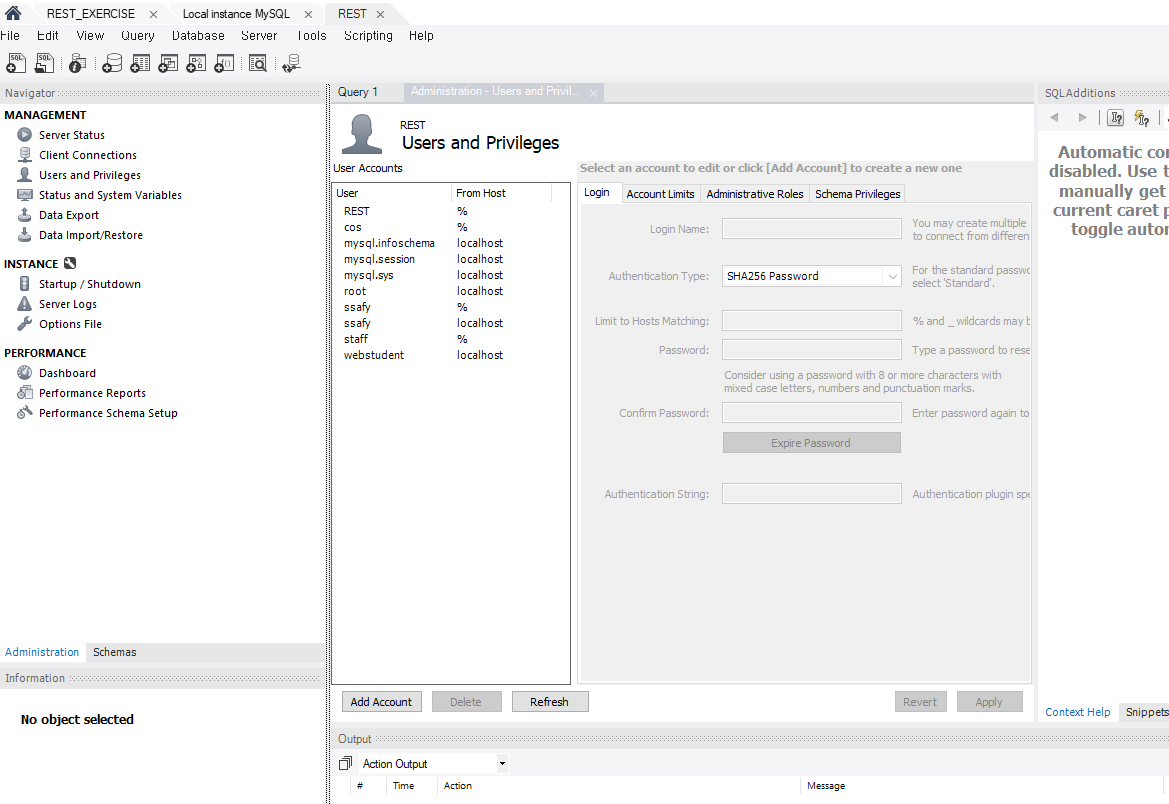 REST_EXERCISE
Local instance MySQL
REST
File Edit View Query Database Server Tools Scripting Help
Navigator
MANAGEMENT
Server Status
Client Connections
Users and Privileges
Status and System Variables
Data Export
Data Import/Restore
INSTANCE
Startup / Shutdown
Server Logs
Options File
PERFORMANCE
Dashboard
Performance Reports
Performance Schema Setup
Administration Schemas
Information
No object selected
Query 1
Administration - Users and Privil...
REST
Users and Privileges
User Accounts
User From Host
REST %
cos %
mysql.infoschema localhost
mysql.session localhost
mysql.sys localhost
root localhost
ssafy %
ssafy localhost
staff %
webstudent localhost
Add Account Delete Refresh
Select an account to edit or click [Add Account] to create a new one
Login Account Limits Administrative Roles Schema Privileges
Login Name:
You may create multiple
to connect from differen
Authentication Type: SHA256 Password
For the standard passwo
select 'Standard'.
Limit to Hosts Matching: % and _ wildcards may b
Password: Type a password to rese
Consider using a password with 8 or more characters with
mixed case letters, numbers and punctuation marks.
Confirm Password: Enter password again to
Expire Password
Authentication String: Authentication plugin spe
Revert Apply
SQLAdditions
Automatic con
disabled. Use t
manually get
current caret p
toggle auton
Context Help Snippets
Output
Action Output
# Time Action Message